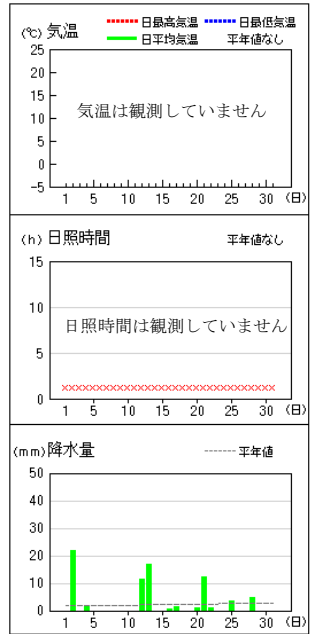 (℃) 気温 日最高気温 日最低気温
日平均気温 平年値なし
25
20
15
10
5
0
-5
気温は観測していません
1 5 10 15 20 25 30 (日)
(h) 日照時間 平年値なし
15
10
5
0
日照時間は観測していません
1 5 10 15 20 25 30 (日)
(mm) 降水量 平年値
50
40
30
20
10
0
1 5 10 15 20 25 30 (日)